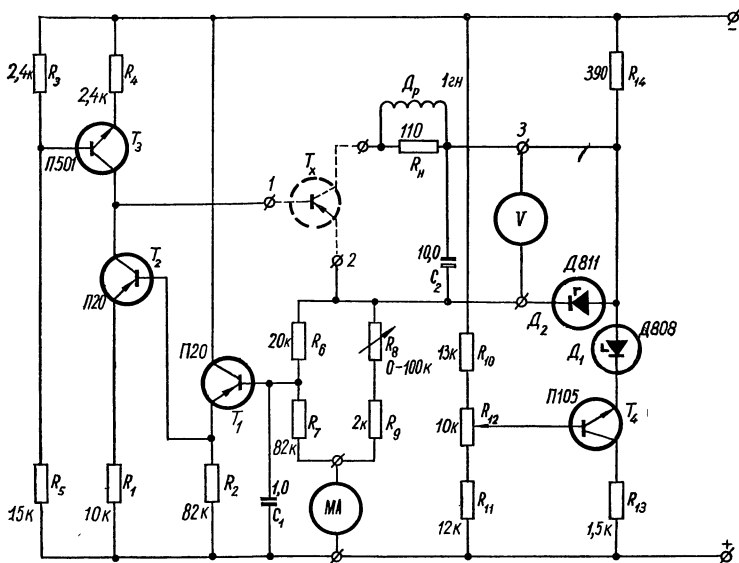 −
2,4к R₃
R₄
2,4к
П501
T₃
Др
1гн
110
Rн
3
390
R₁₄
1
Tₓ
V
2
T₂
П20
10,0
C₂
Д811
Д₂
Д808
Д₁
П20
T₁
20к R₆
R₈
0-100к
13к R₁₀
П105
T₄
R₇
82к
2к R₉
10к R₁₂
R₅
15к
R₁
10к
R₂
82к
1,0
C₁
МА
R₁₁
12к
R₁₃
1,5к
+